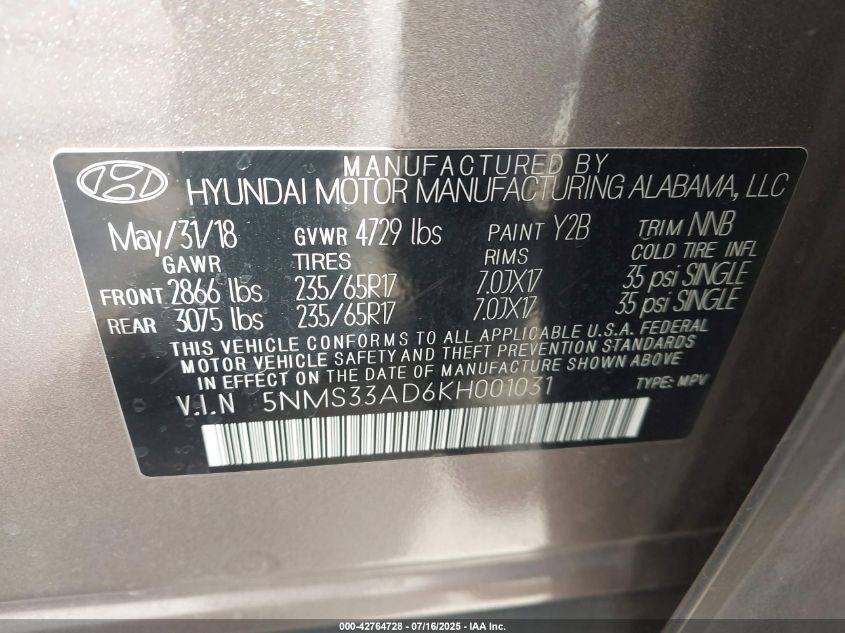 MANUFACTURED BY
HYUNDAI MOTOR MANUFACTURING ALABAMA, LLC
May/31/18 GVWR 4729 lbs PAINT Y2B TRIM NNB
GAWR TIRES RIMS COLD TIRE INFL
FRONT 2866 lbs 235/65R17 7.0JX17 35 psi SINGLE
REAR 3075 lbs 235/65R17 7.0JX17 35 psi SINGLE
THIS VEHICLE CONFORMS TO ALL APPLICABLE U.S.A. FEDERAL
MOTOR VEHICLE SAFETY AND THEFT PREVENTION STANDARDS
IN EFFECT ON THE DATE OF MANUFACTURE SHOWN ABOVE
V.I.N 5NMS33AD6KH001031 TYPE: MPV
000-42764728 - 07/16/2025 - IAA Inc.